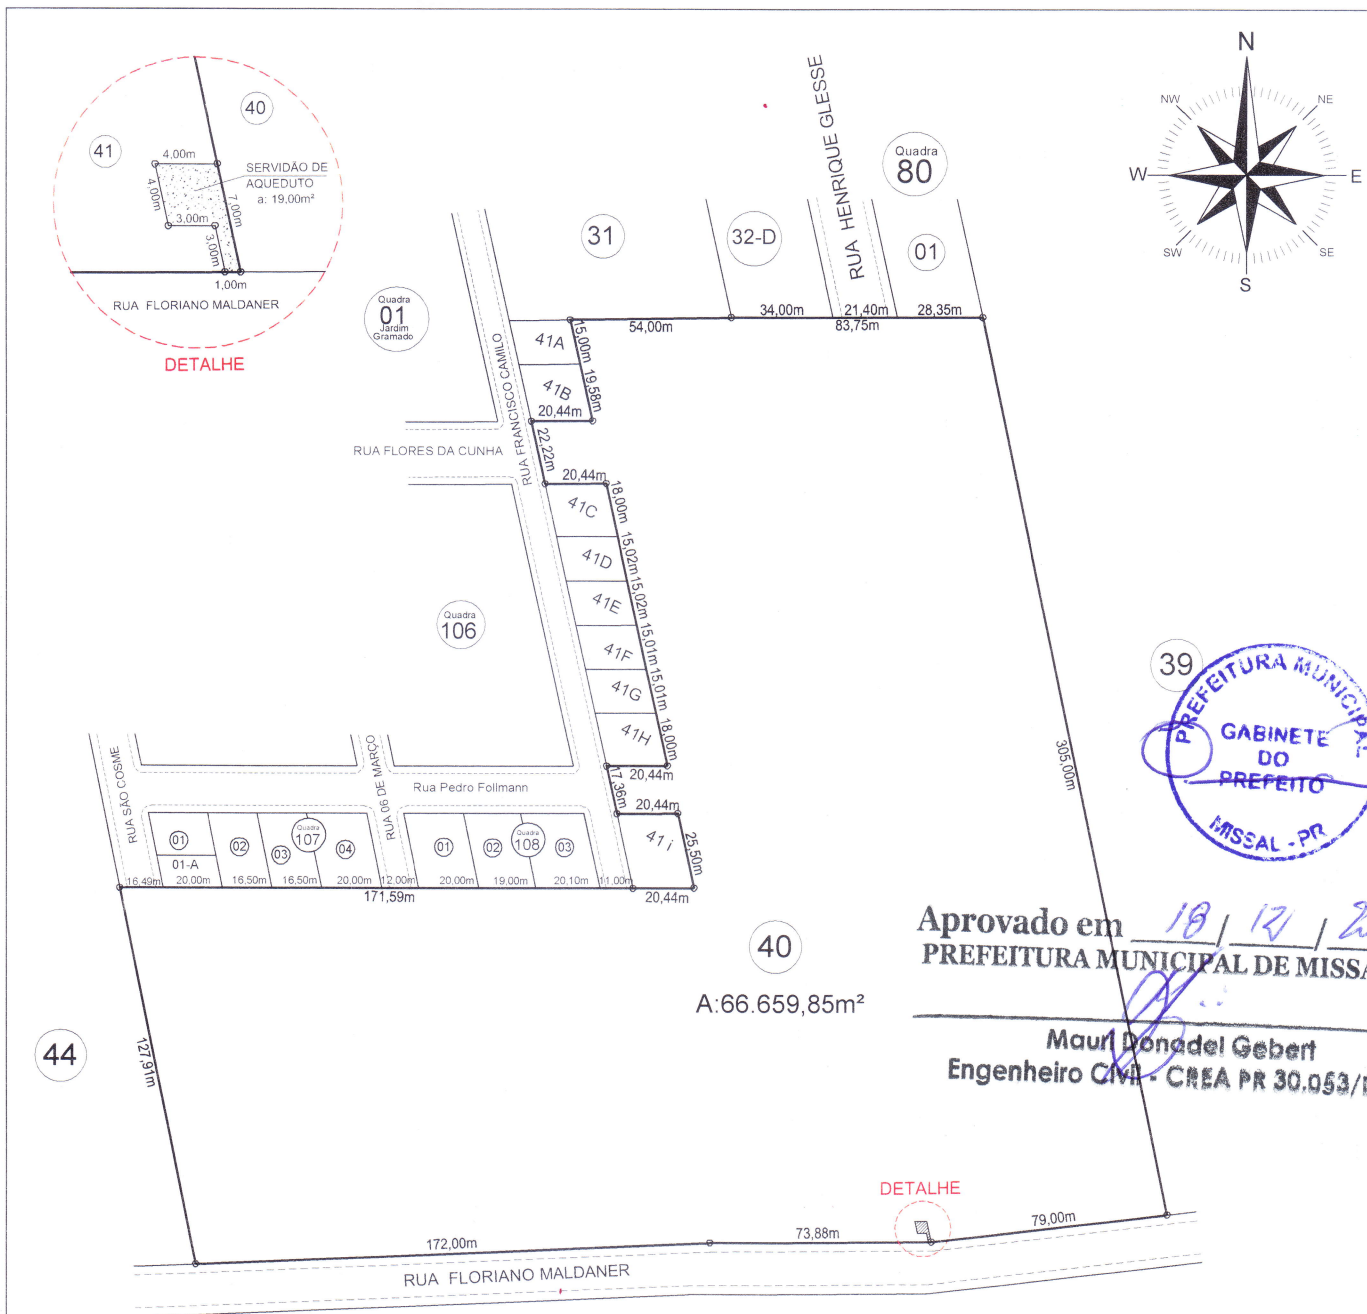 40
41
4,00m
4,00m
SERVIDÃO DE
AQUEDUTO
a: 19,00m²
7,00m
3,00m
3,00m
1,00m
RUA FLORIANO MALDANER
DETALHE
N
NW
NE
W
E
SW
SE
S
RUA HENRIQUE GLESSE
Quadra
80
31
32-D
01
Quadra
01
Jardim
Gramado
54,00m
34,00m
21,40m
28,35m
83,75m
RUA FRANCISCO CAMILO
41A
15,00m
41B
19,58m
20,44m
22,22m
RUA FLORES DA CUNHA
20,44m
41C
18,00m
41D
15,02m
41E
15,02m
41F
15,01m
41G
15,01m
41H
18,00m
20,44m
17,36m
20,44m
41 i
25,50m
20,44m
Quadra
106
39
305,00m
PREFEITURA MUNICIPAL
GABINETE
DO
PREFEITO
MISSAL - PR
RUA SÃO COSME
RUA 06 DE MARÇO
Rua Pedro Follmann
01
01-A
02
03
Quadra
107
04
01
02
Quadra
108
03
16,49m
20,00m
16,50m
16,50m
20,00m
12,00m
20,00m
19,00m
20,10m
11,00m
171,59m
40
A:66.659,85m²
Aprovado em 18 / 12 /
PREFEITURA MUNICIPAL DE
Mauri Donadel Gebert
Engenheiro Civil - CREA PR 30.053/
44
127,91m
DETALHE
172,00m
73,88m
79,00m
RUA FLORIANO MALDANER